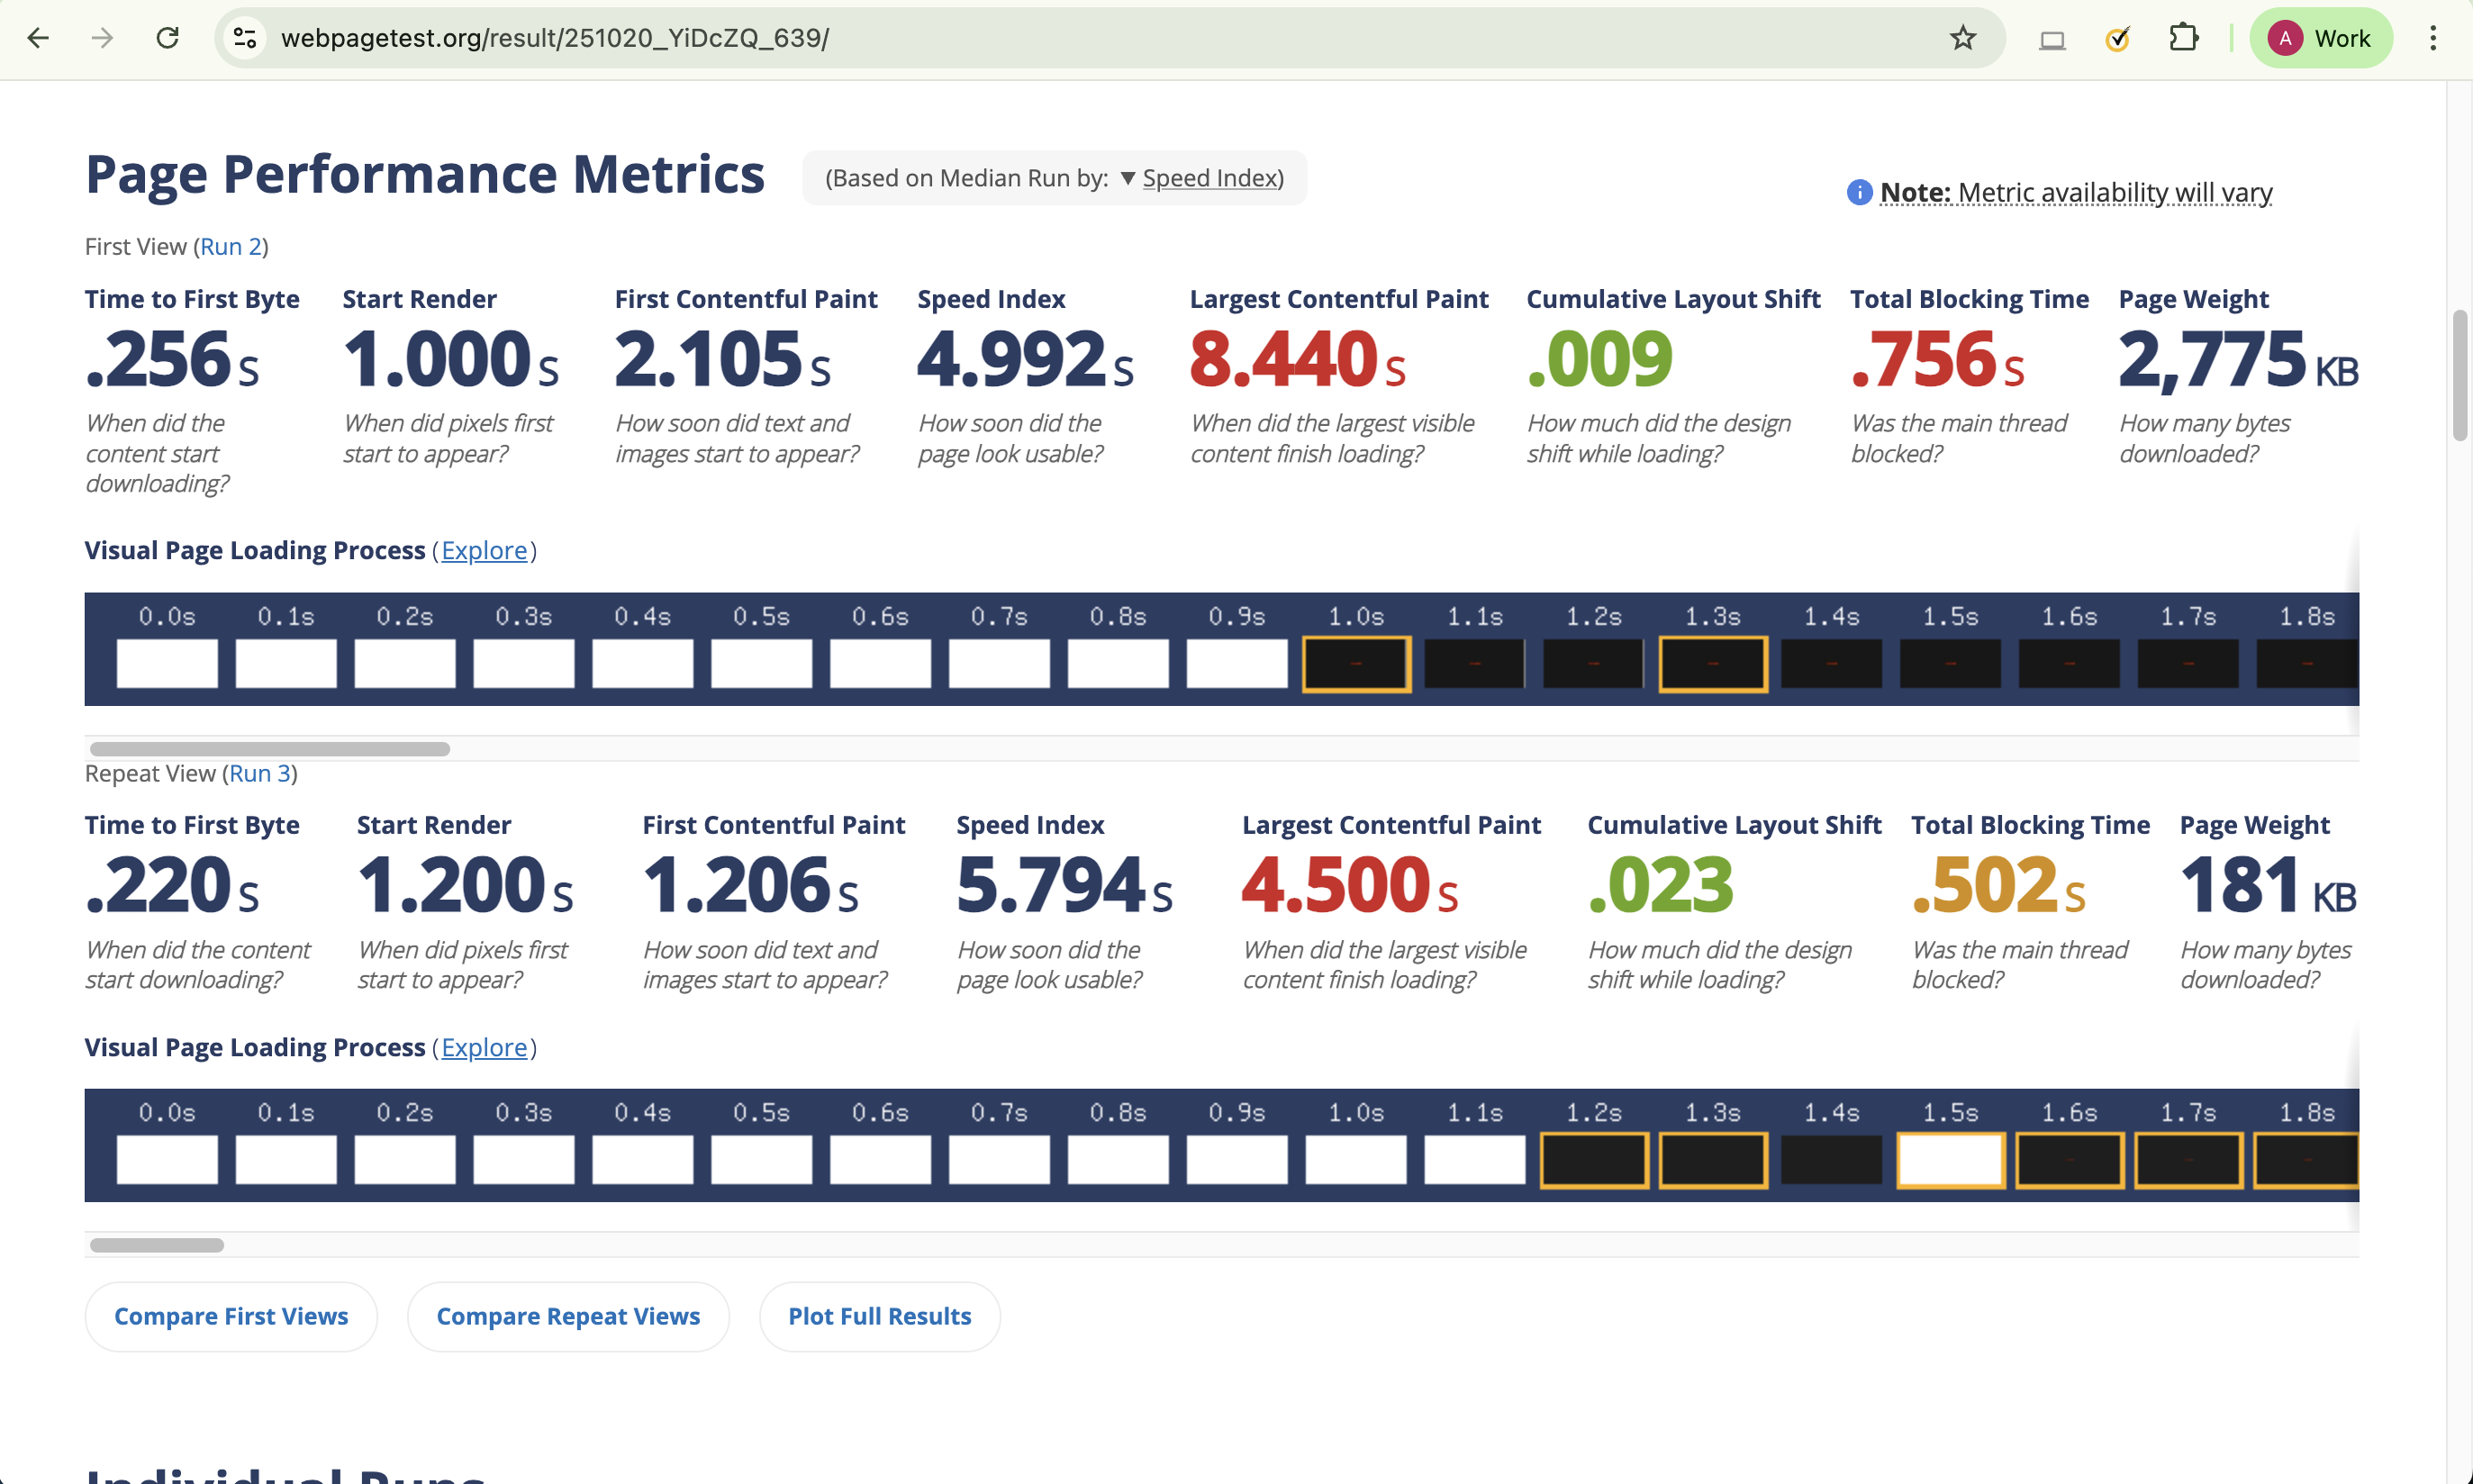 webpagetest.org/result/251020_YiDcZQ_639/
A Work
Page Performance Metrics (Based on Median Run by: ▼ Speed Index)
Note: Metric availability will vary
First View (Run 2)
Time to First Byte Start Render First Contentful Paint Speed Index Largest Contentful Paint Cumulative Layout Shift Total Blocking Time Page Weight
.256 s 1.000 s 2.105 s 4.992 s 8.440 s .009 .756 s 2,775 KB
When did the When did pixels first How soon did text and How soon did the When did the largest visible How much did the design Was the main thread How many bytes
content start start to appear? images start to appear? page look usable? content finish loading? shift while loading? blocked? downloaded?
downloading?
Visual Page Loading Process (Explore)
0.0s 0.1s 0.2s 0.3s 0.4s 0.5s 0.6s 0.7s 0.8s 0.9s 1.0s 1.1s 1.2s 1.3s 1.4s 1.5s 1.6s 1.7s 1.8s
Repeat View (Run 3)
Time to First Byte Start Render First Contentful Paint Speed Index Largest Contentful Paint Cumulative Layout Shift Total Blocking Time Page Weight
.220 s 1.200 s 1.206 s 5.794 s 4.500 s .023 .502 s 181 KB
When did the content When did pixels first How soon did text and How soon did the When did the largest visible How much did the design Was the main thread How many bytes
start downloading? start to appear? images start to appear? page look usable? content finish loading? shift while loading? blocked? downloaded?
Visual Page Loading Process (Explore)
0.0s 0.1s 0.2s 0.3s 0.4s 0.5s 0.6s 0.7s 0.8s 0.9s 1.0s 1.1s 1.2s 1.3s 1.4s 1.5s 1.6s 1.7s 1.8s
Compare First Views Compare Repeat Views Plot Full Results
Individual Runs